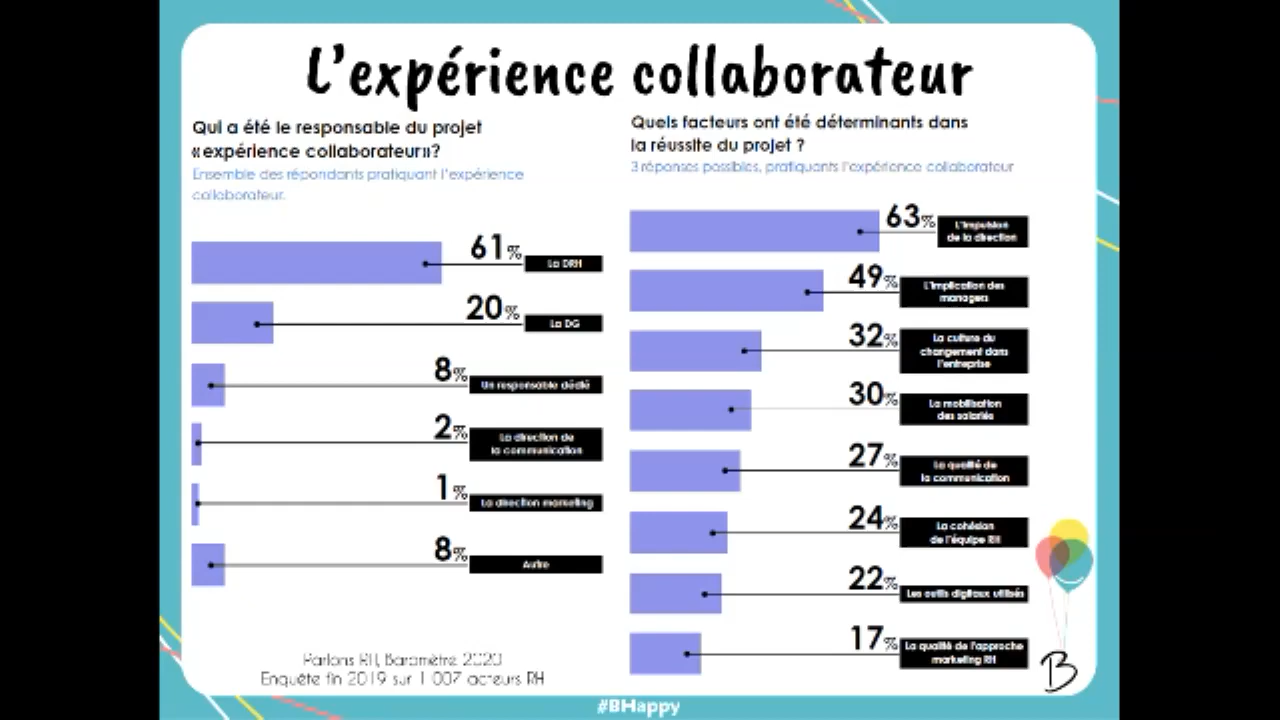 L'expérience collaborateur
Qui a été le responsable du projet
«expérience collaborateur»?
Ensemble des répondants pratiquant l'expérience
collaborateur.
61%
La DRH
20%
La DG
8%
Un responsable dédié
2%
La direction de
la communication
1%
La direction marketing
8%
Autre
Parlons RH, Baromètre 2020
Enquête fin 2019 sur 1 007 acteurs RH
Quels facteurs ont été déterminants dans
la réussite du projet ?
3 réponses possibles, pratiquants l'expérience collaborateur
63%
L'impulsion
de la direction
49%
L'implication des
managers
32%
La culture du
changement dans
l'entreprise
30%
La mobilisation
des salariés
27%
La qualité de
la communication
24%
La cohésion
de l'équipe RH
22%
Les outils digitaux utilisés
17%
La qualité de l'approche
marketing RH
B
#BHappy